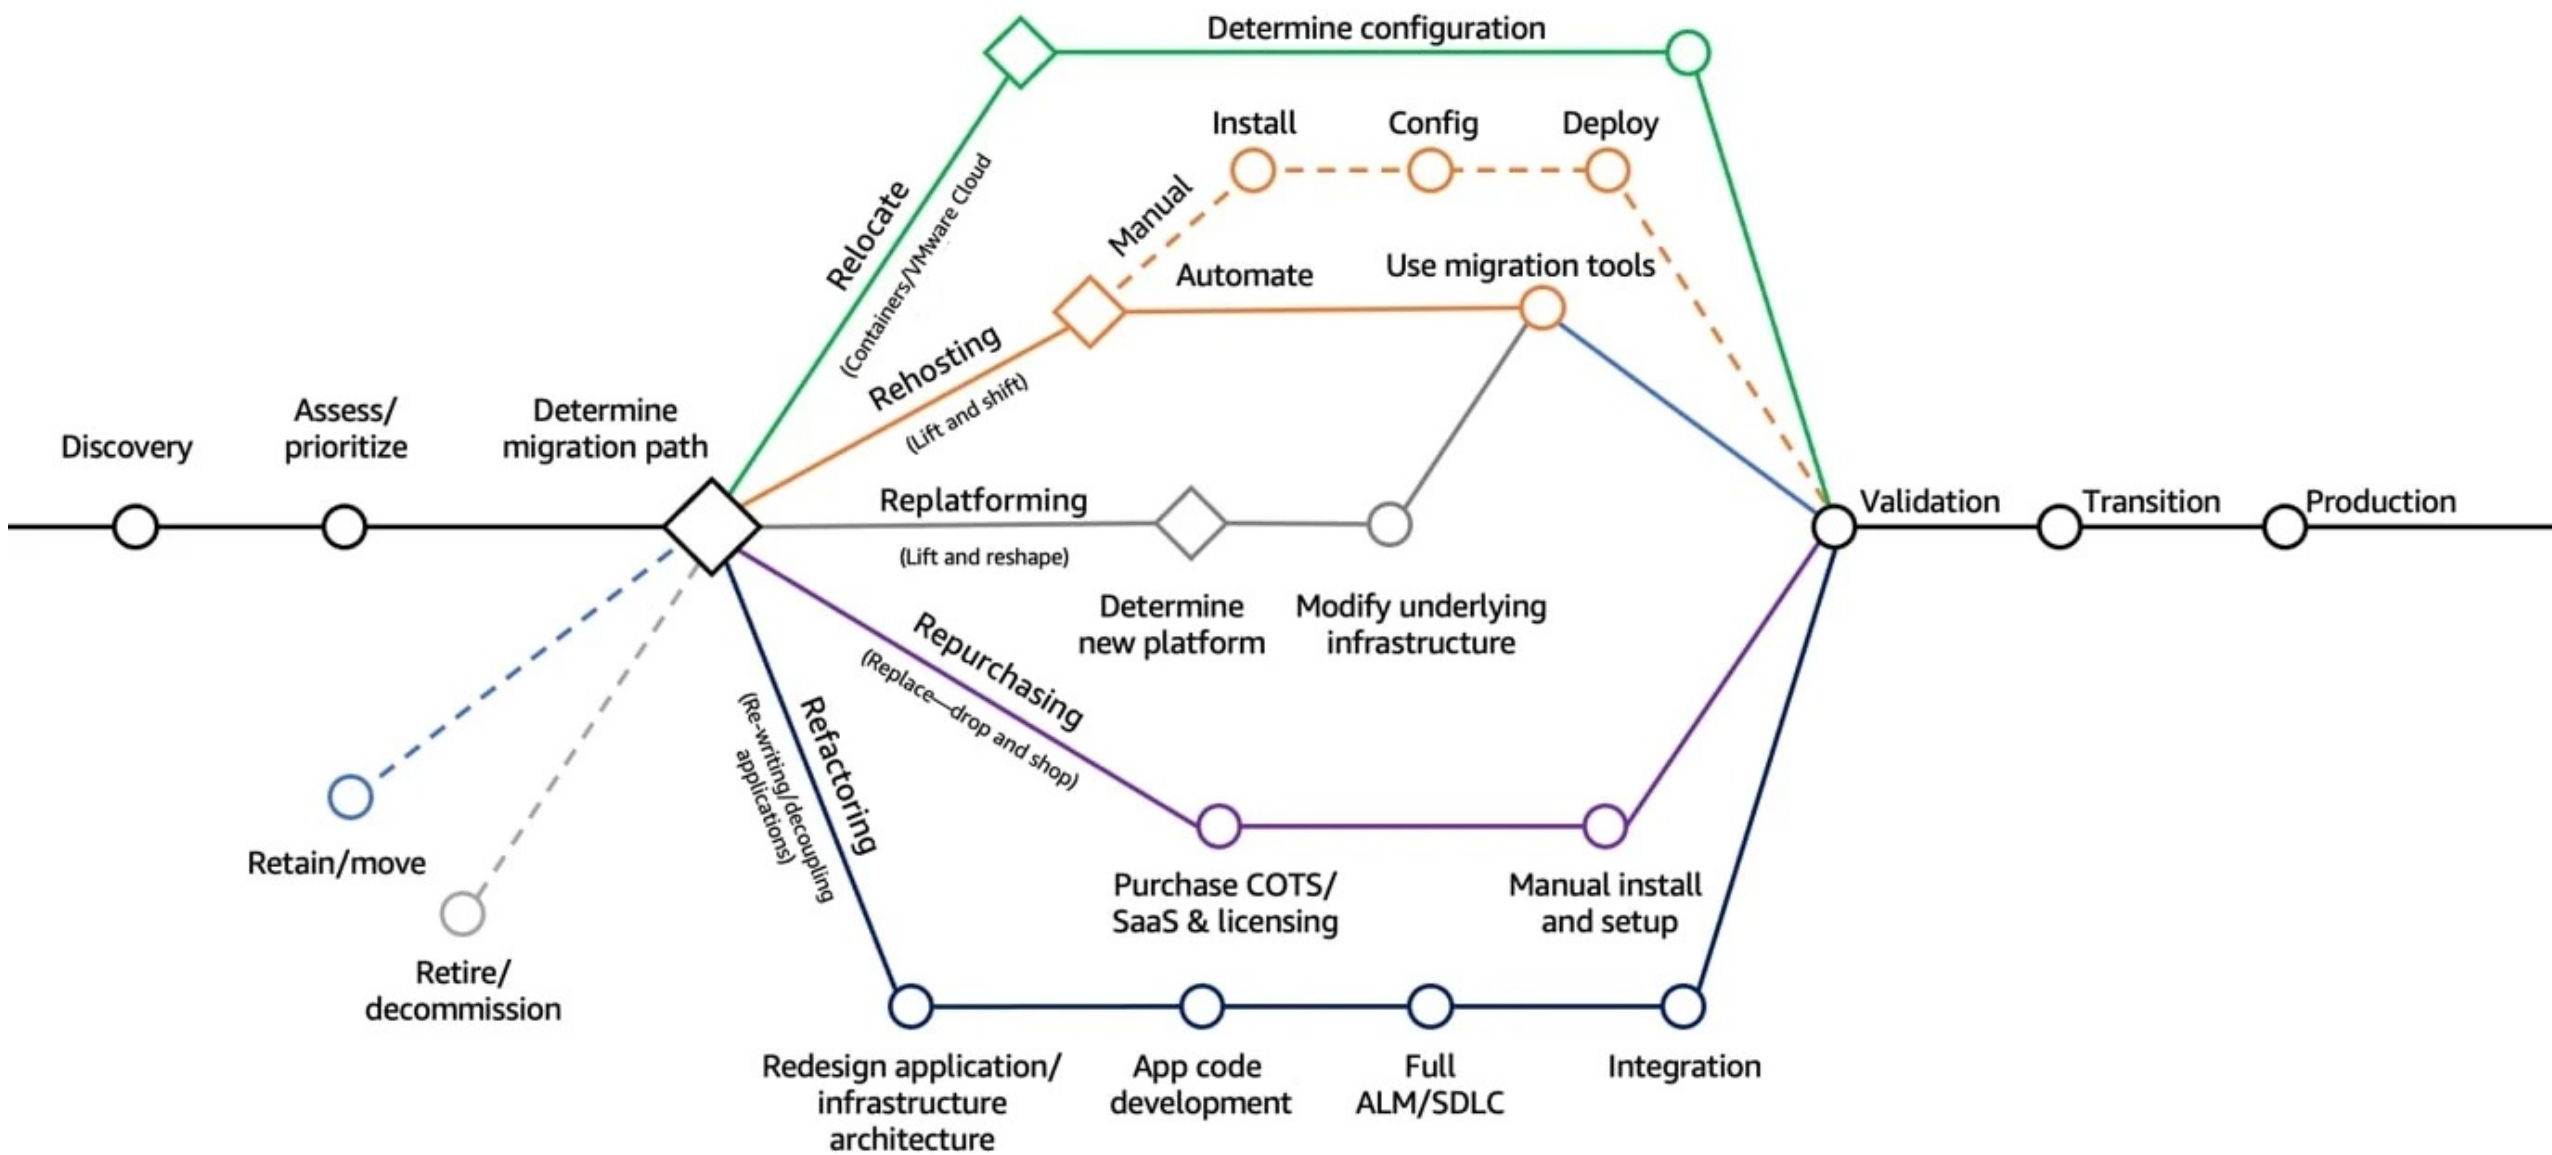 Determine configuration
Install
Config
Deploy
Manual
Relocate
(Containers/VMware Cloud
Automate
Use migration tools
Rehosting
(Lift and shift)
Discovery
Assess/
prioritize
Determine
migration path
Replatforming
(Lift and reshape)
Validation
Transition
Production
Determine
new platform
Modify underlying
infrastructure
Repurchasing
(Replace—drop and shop)
Refactoring
(Re-writing/decoupling
applications)
Retain/move
Retire/
decommission
Purchase COTS/
SaaS & licensing
Manual install
and setup
Redesign application/
infrastructure
architecture
App code
development
Full
ALM/SDLC
Integration